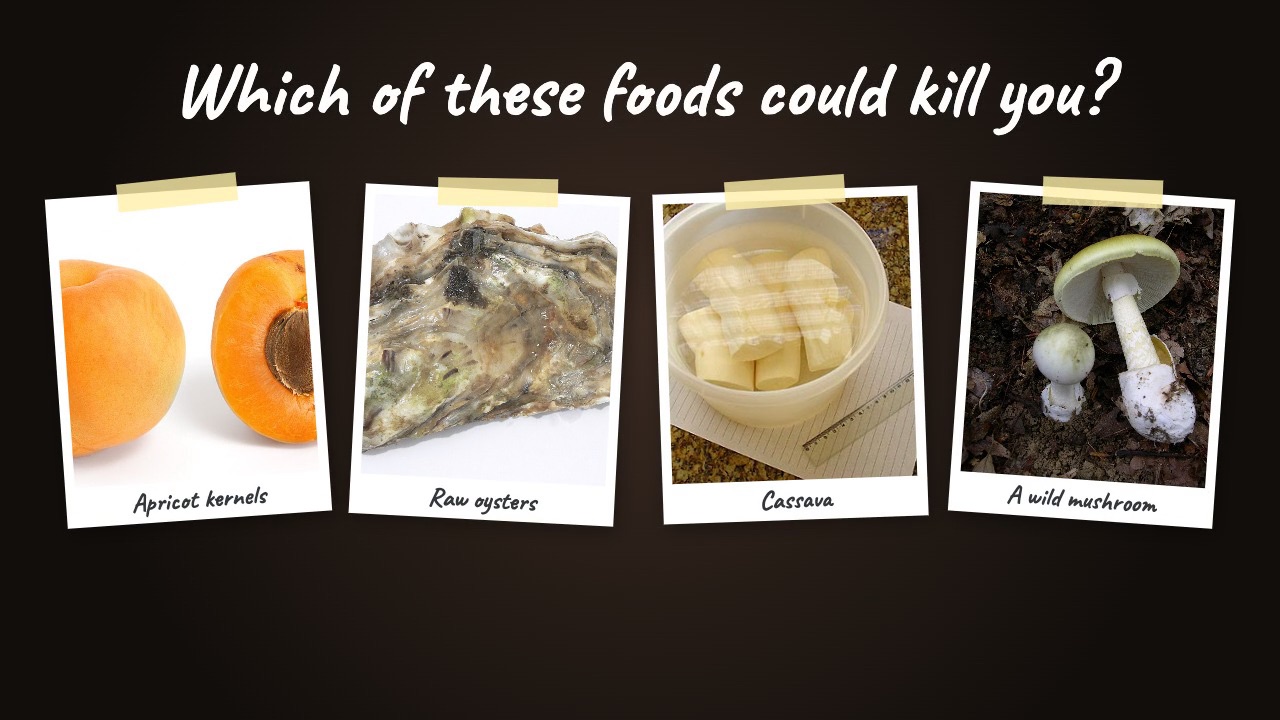 Which of these foods could kill you?
Apricot kernels
Raw oysters
Cassava
A wild mushroom